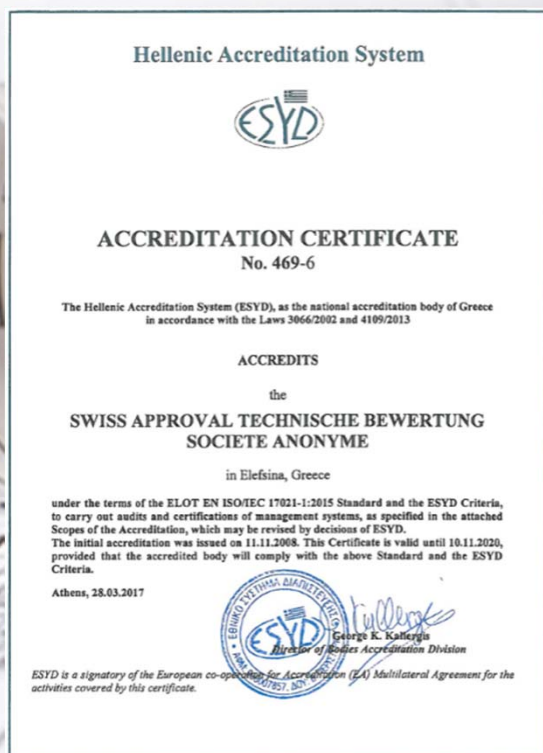 Hellenic Accreditation System
ΕΣΥΔ
ACCREDITATION CERTIFICATE
No. 469-6
The Hellenic Accreditation System (ESYD), as the national accreditation body of Greece
in accordance with the Laws 3066/2002 and 4109/2013
ACCREDITS
the
SWISS APPROVAL TECHNISCHE BEWERTUNG
SOCIETE ANONYME
in Elefsina, Greece
under the terms of the ELOT EN ISO/IEC 17021-1:2015 Standard and the ESYD Criteria,
to carry out audits and certifications of management systems, as specified in the attached
Scopes of the Accreditation, which may be revised by decisions of ESYD.
The initial accreditation was issued on 11.11.2008. This Certificate is valid until 10.11.2020,
provided that the accredited body will comply with the above Standard and the ESYD
Criteria.
Athens, 28.03.2017
ΕΘΝΙΚΟ ΣΥΣΤΗΜΑ ΔΙΑΠΙΣΤΕΥΣΗΣ
ΕΣΥΔ
George K. Kallergis
Director of Bodies Accreditation Division
ESYD is a signatory of the European co-operation for Accreditation (EA) Multilateral Agreement for the
activities covered by this certificate.